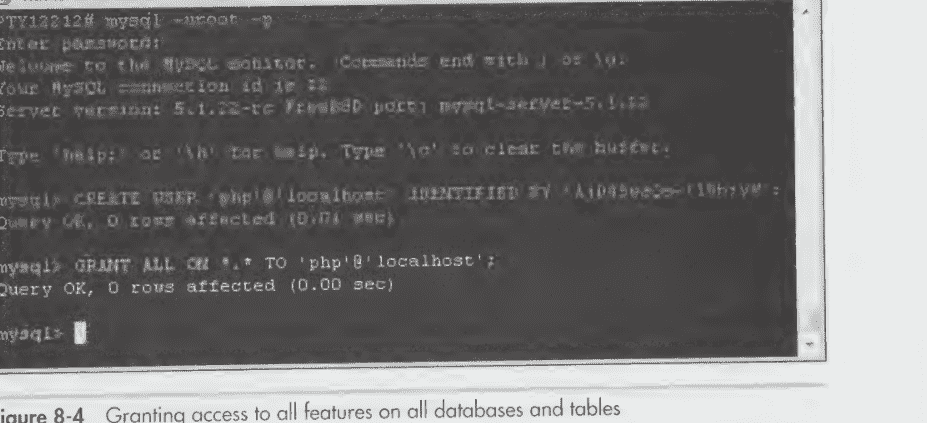 PTY12212# mysql -uroot -p
Enter password:
Welcome to the MySQL monitor. Commands end with ; or \g.
Your MySQL connection id is
Server version: 5.1.22-rc FreeBSD port: mysql-server-5.1.22
Type 'help;' or '\h' for help. Type '\c' to clear the buffer.
mysql> CREATE USER 'php'@'localhost' IDENTIFIED BY
Query OK, 0 rows affected (0.01 sec)
mysql> GRANT ALL ON *.* TO 'php'@'localhost';
Query OK, 0 rows affected (0.00 sec)
mysql>
igure 8-4 Granting access to all features on all databases and tables